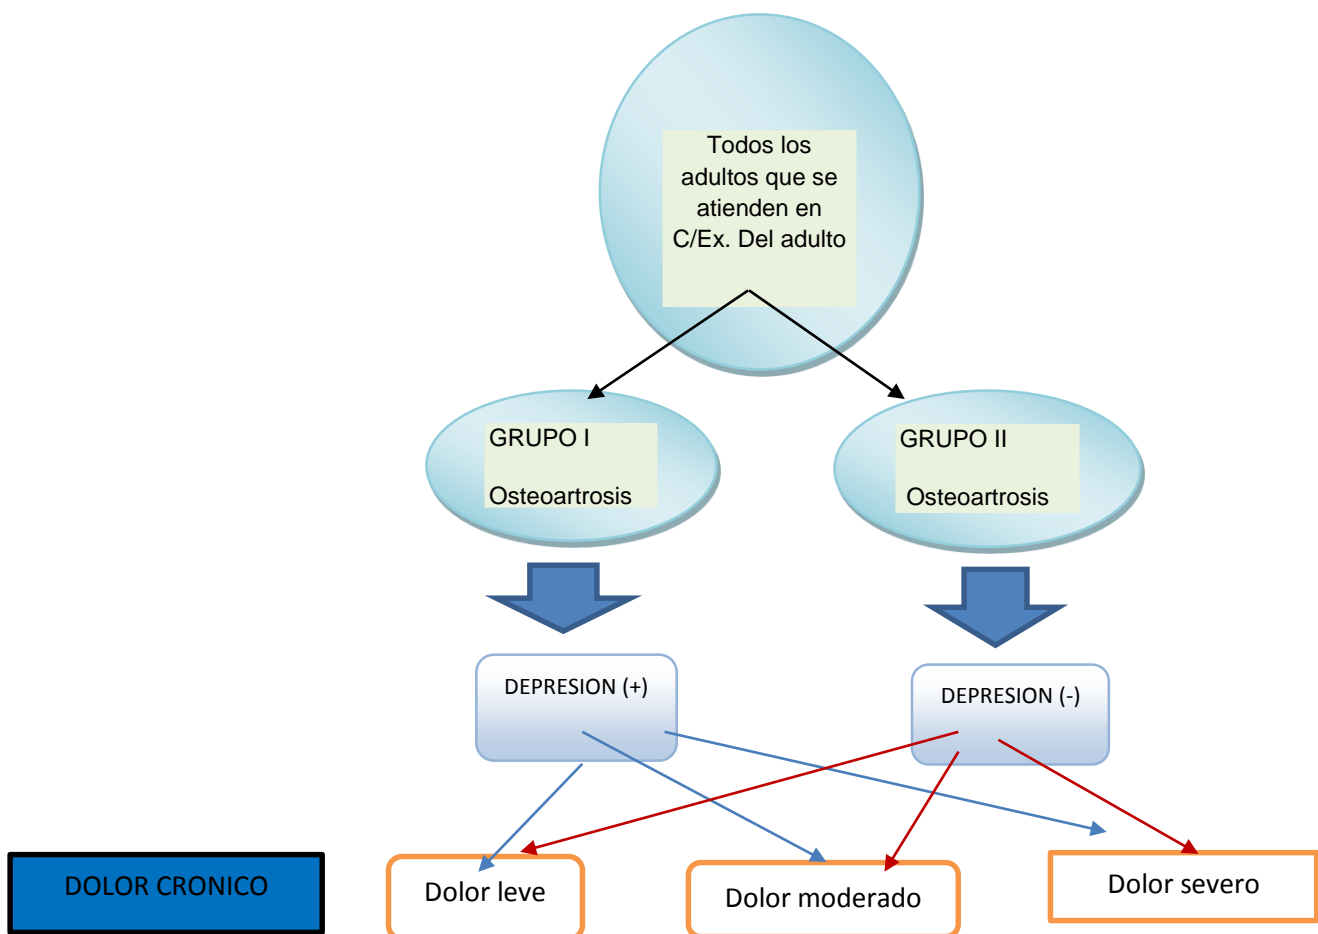 Todos los
adultos que se
atienden en
C/Ex. Del adulto
GRUPO I
Osteoartrosis
GRUPO II
Osteoartrosis
DEPRESION (+)
DEPRESION (-)
DOLOR CRONICO
Dolor leve
Dolor moderado
Dolor severo